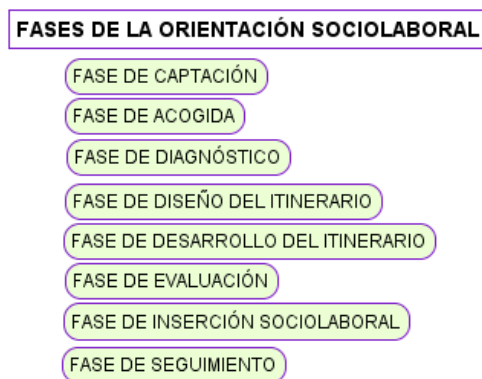 FASES DE LA ORIENTACIÓN SOCIOLABORAL
FASE DE CAPTACIÓN
FASE DE ACOGIDA
FASE DE DIAGNÓSTICO
FASE DE DISEÑO DEL ITINERARIO
FASE DE DESARROLLO DEL ITINERARIO
FASE DE EVALUACIÓN
FASE DE INSERCIÓN SOCIOLABORAL
FASE DE SEGUIMIENTO